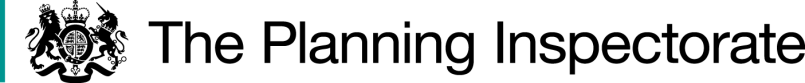 The Planning Inspectorate